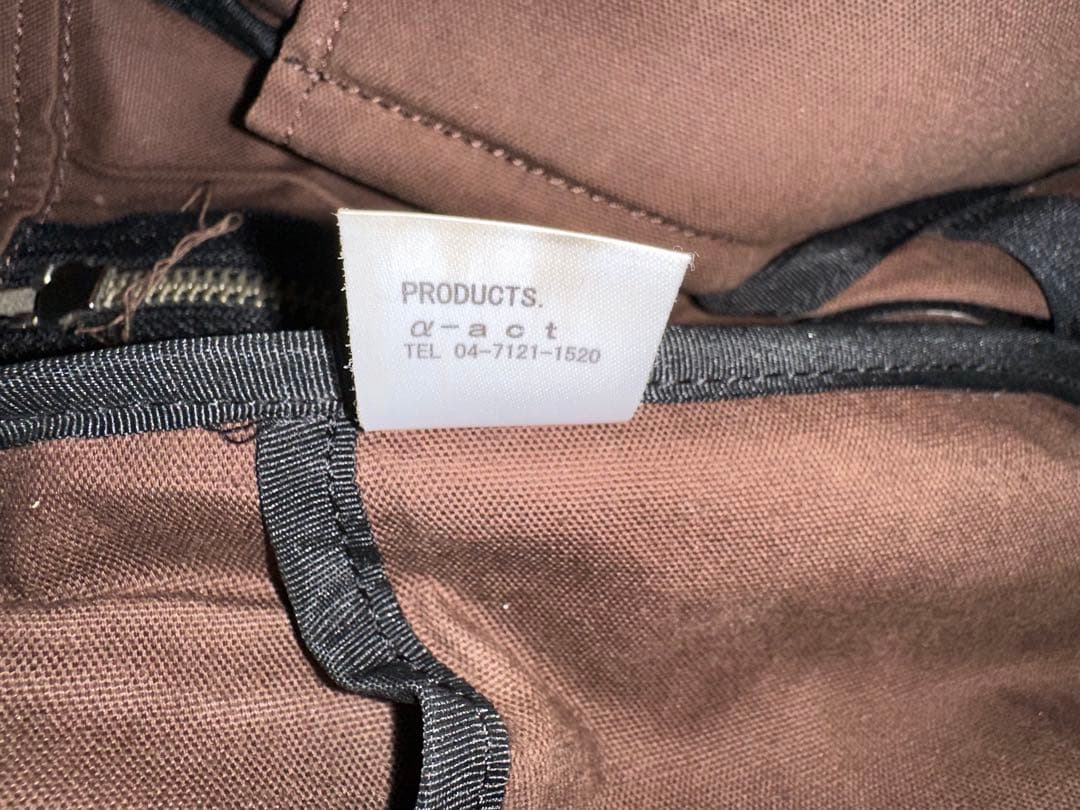 PRODUCTS.
α-act
TEL 04-7121-1520